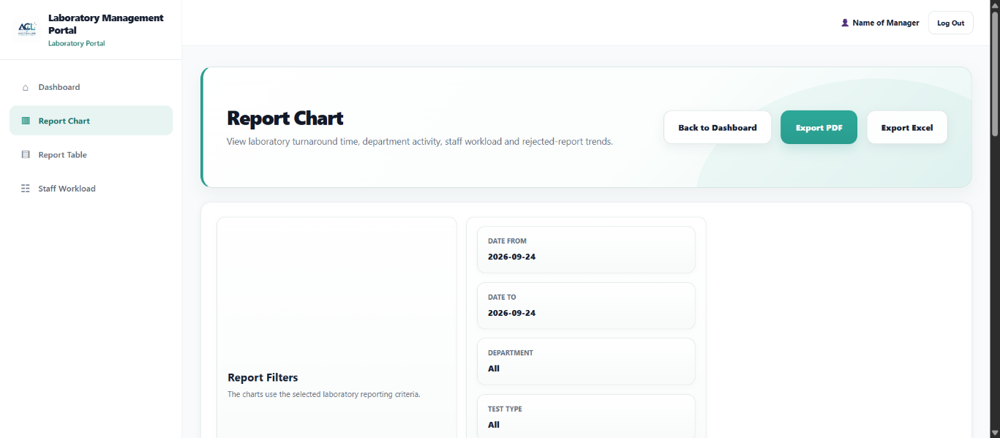 ACL
AUSTRALIAN
Laboratory Management
Portal
Laboratory Portal
Name of Manager
Log Out
Dashboard
Report Chart
Report Table
Staff Workload
Report Chart
View laboratory turnaround time, department activity, staff workload and rejected-report trends.
Back to Dashboard
Export PDF
Export Excel
Report Filters
The charts use the selected laboratory reporting criteria.
DATE FROM
2026-09-24
DATE TO
2026-09-24
DEPARTMENT
All
TEST TYPE
All